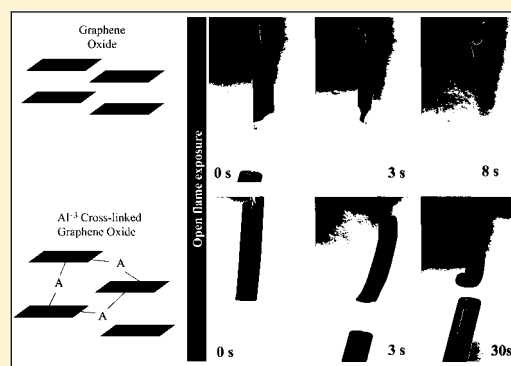 Graphene
Oxide
Open flame exposure
0 s
3 s
8 s
Al⁻³ Cross-linked
Graphene Oxide
A
A
A
0 s
3 s
30s